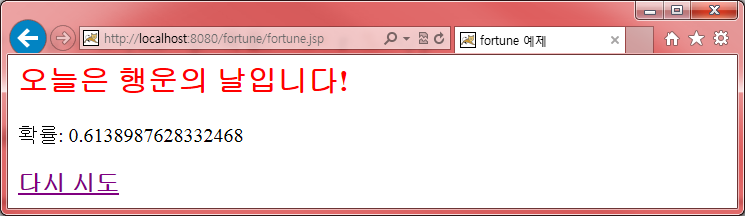 http://localhost:8080/fortune/fortune.jsp
fortune 예제
오늘은 행운의 날입니다!
확률: 0.6138987628332468
다시 시도